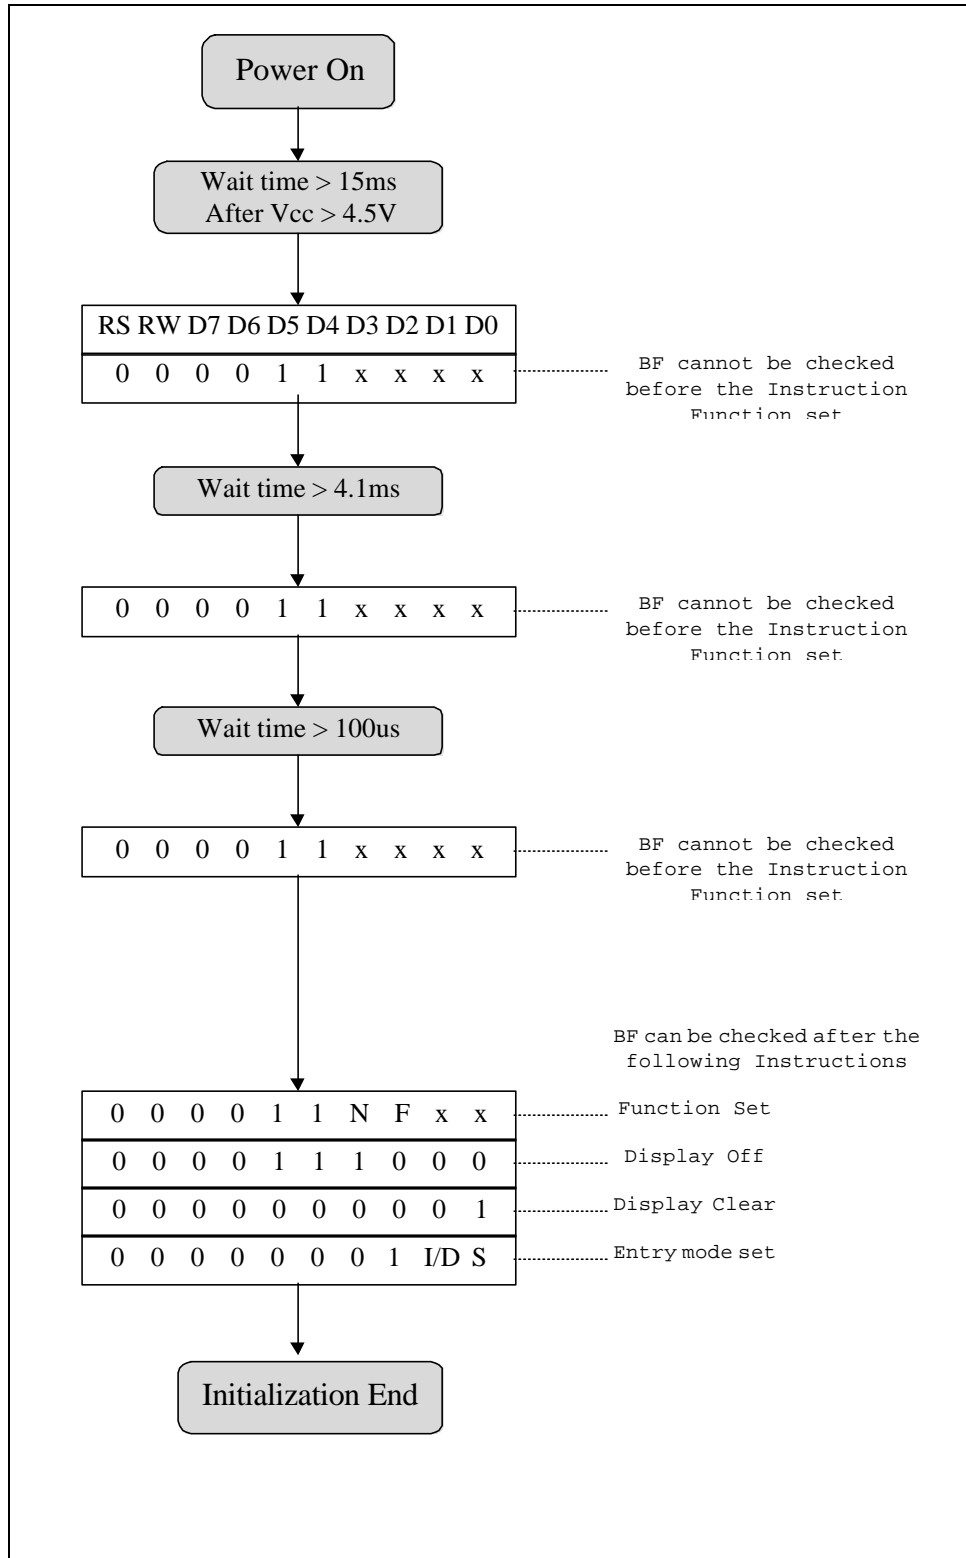 Power On
Wait time > 15ms
After Vcc > 4.5V
RS RW D7 D6 D5 D4 D3 D2 D1 D0
0 0 0 0 1 1 x x x x
BF cannot be checked
before the Instruction
Function set
Wait time > 4.1ms
0 0 0 0 1 1 x x x x
BF cannot be checked
before the Instruction
Function set
Wait time > 100us
0 0 0 0 1 1 x x x x
BF cannot be checked
before the Instruction
Function set
BF can be checked after the
following Instructions
0 0 0 0 1 1 N F x x
Function Set
0 0 0 0 1 1 1 0 0 0
Display Off
0 0 0 0 0 0 0 0 0 1
Display Clear
0 0 0 0 0 0 0 1 I/D S
Entry mode set
Initialization End